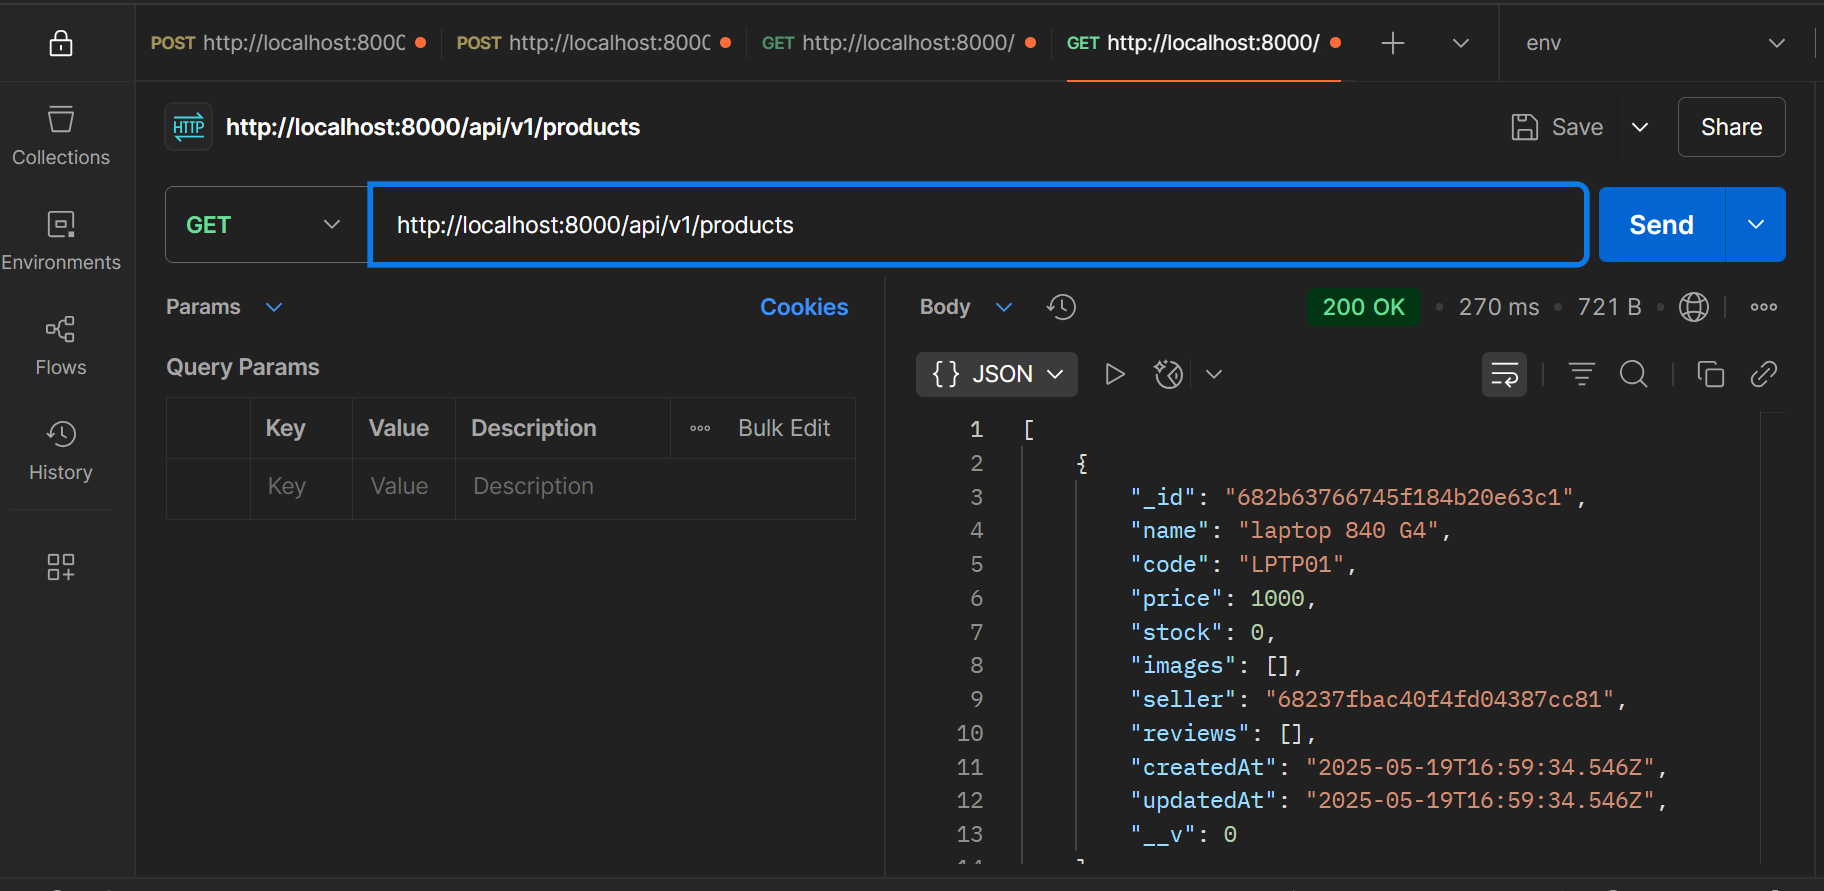 POST http://localhost:800 POST http://localhost:800 GET http://localhost:8000/ GET http://localhost:8000/ env
HTTP http://localhost:8000/api/v1/products Save Share
Collections
GET http://localhost:8000/api/v1/products Send
Environments
Params Cookies Body 200 OK 270 ms 721 B
Flows
Query Params
{} JSON
Key Value Description Bulk Edit
Key Value Description
History
1 [
2 {
3 "_id": "682b63766745f184b20e63c1",
4 "name": "laptop 840 G4",
5 "code": "LPTP01",
6 "price": 1000,
7 "stock": 0,
8 "images": [],
9 "seller": "68237fbac40f4fd04387cc81",
10 "reviews": [],
11 "createdAt": "2025-05-19T16:59:34.546Z",
12 "updatedAt": "2025-05-19T16:59:34.546Z",
13 "__v": 0